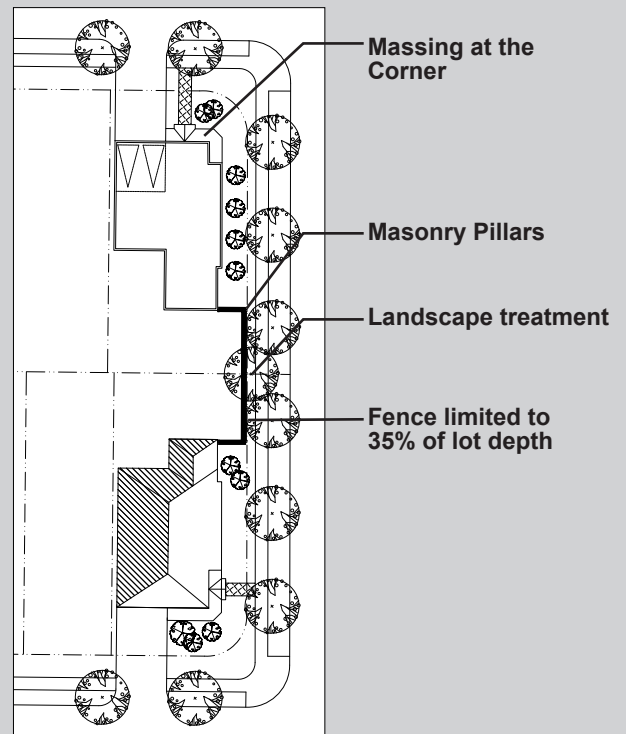 Massing at the
Corner
Masonry Pillars
Landscape treatment
Fence limited to
35% of lot depth